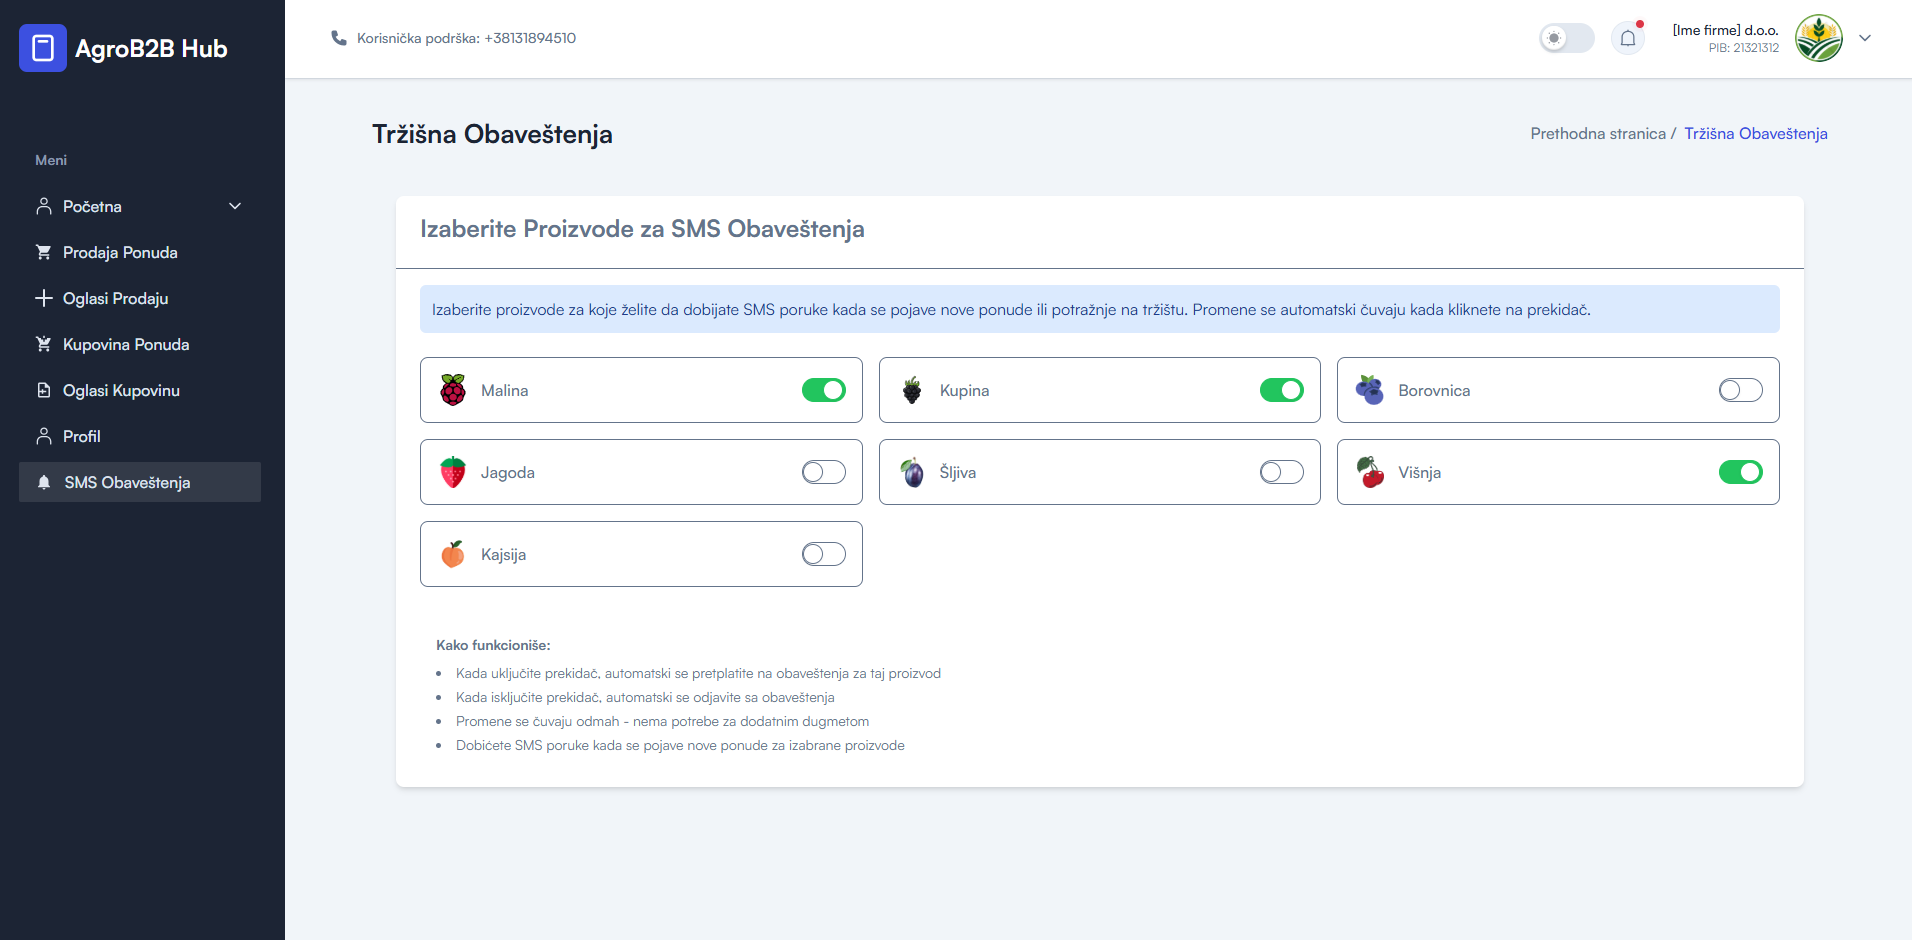 AgroB2B Hub
Korisnička podrška: +38131894510
[Ime firme] d.o.o.
PIB: 21321312
Meni
Početna
Prodaja Ponuda
Oglasi Prodaju
Kupovina Ponuda
Oglasi Kupovinu
Profil
SMS Obaveštenja
Tržišna Obaveštenja
Prethodna stranica / Tržišna Obaveštenja
Izaberite Proizvode za SMS Obaveštenja
Izaberite proizvode za koje želite da dobijate SMS poruke kada se pojave nove ponude ili potražnje na tržištu. Promene se automatski čuvaju kada kliknete na prekidač.
Malina
Kupina
Borovnica
Jagoda
Šljiva
Višnja
Kajsija
Kako funkcioniše:
Kada uključite prekidač, automatski se pretplatite na obaveštenja za taj proizvod
Kada isključite prekidač, automatski se odjavite sa obaveštenja
Promene se čuvaju odmah - nema potrebe za dodatnim dugmetom
Dobićete SMS poruke kada se pojave nove ponude za izabrane proizvode